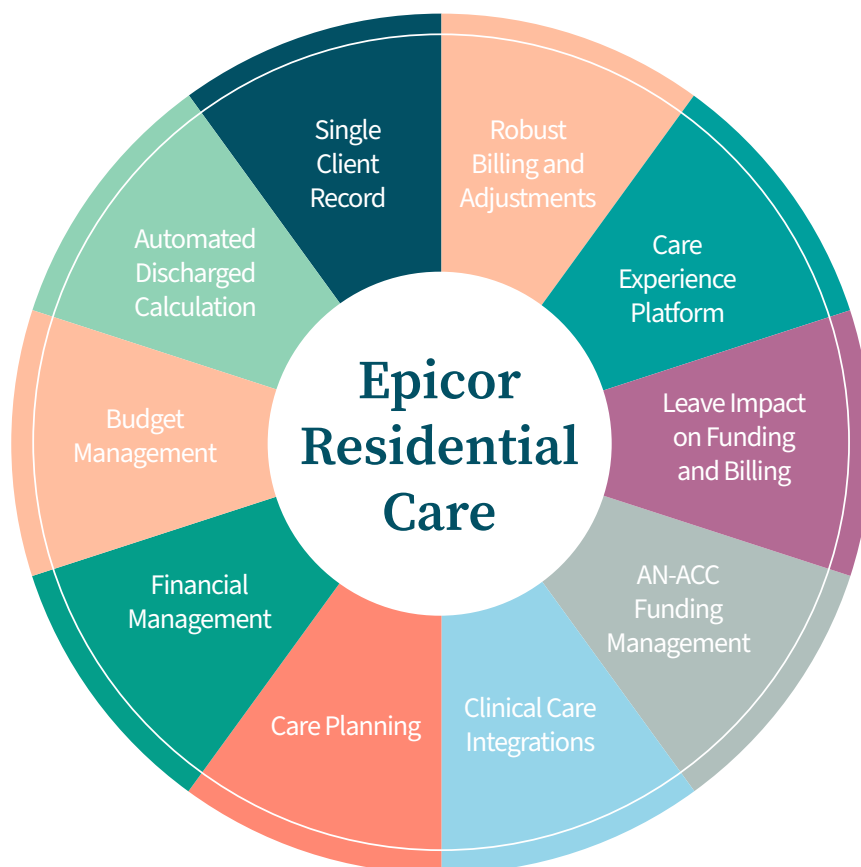 Epicor
Residential
Care
Robust
Billing and
Adjustments
Care
Experience
Platform
Leave Impact
on Funding
and Billing
AN-ACC
Funding
Management
Clinical Care
Integrations
Care Planning
Financial
Management
Budget
Management
Automated
Discharged
Calculation
Single
Client
Record